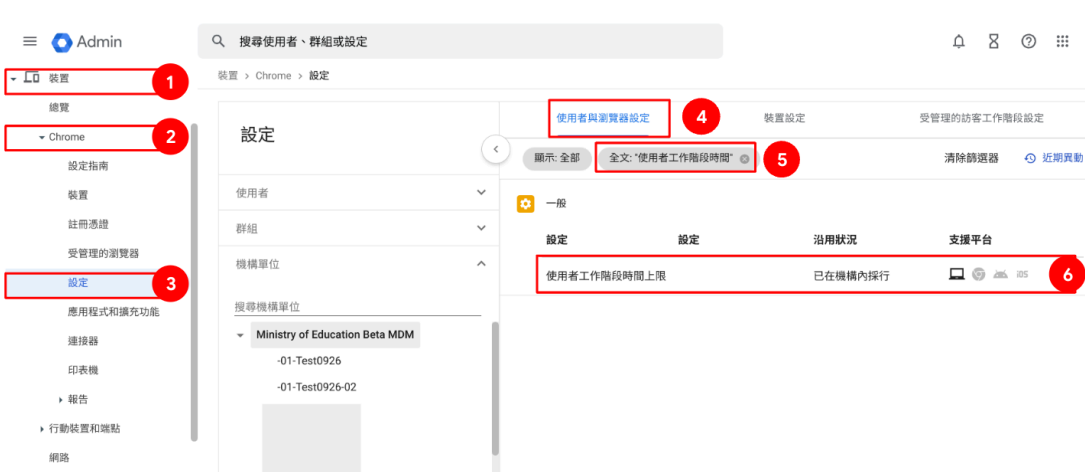 Admin
搜尋使用者、群組或設定
裝置
1
總覽
Chrome
2
設定指南
裝置
註冊憑證
受管理的瀏覽器
設定
3
應用程式和擴充功能
連接器
印表機
報告
行動裝置和端點
網路
裝置 > Chrome > 設定
設定
使用者
群組
機構單位
搜尋機構單位
Ministry of Education Beta MDM
-01-Test0926
-01-Test0926-02
使用者與瀏覽器設定
4
裝置設定
受管理的訪客工作階段設定
顯示: 全部
全文: "使用者工作階段時間"
5
清除篩選器
近期異動
一般
設定 設定 沿用狀況 支援平台
使用者工作階段時間上限 已在機構內採行 iOS
6